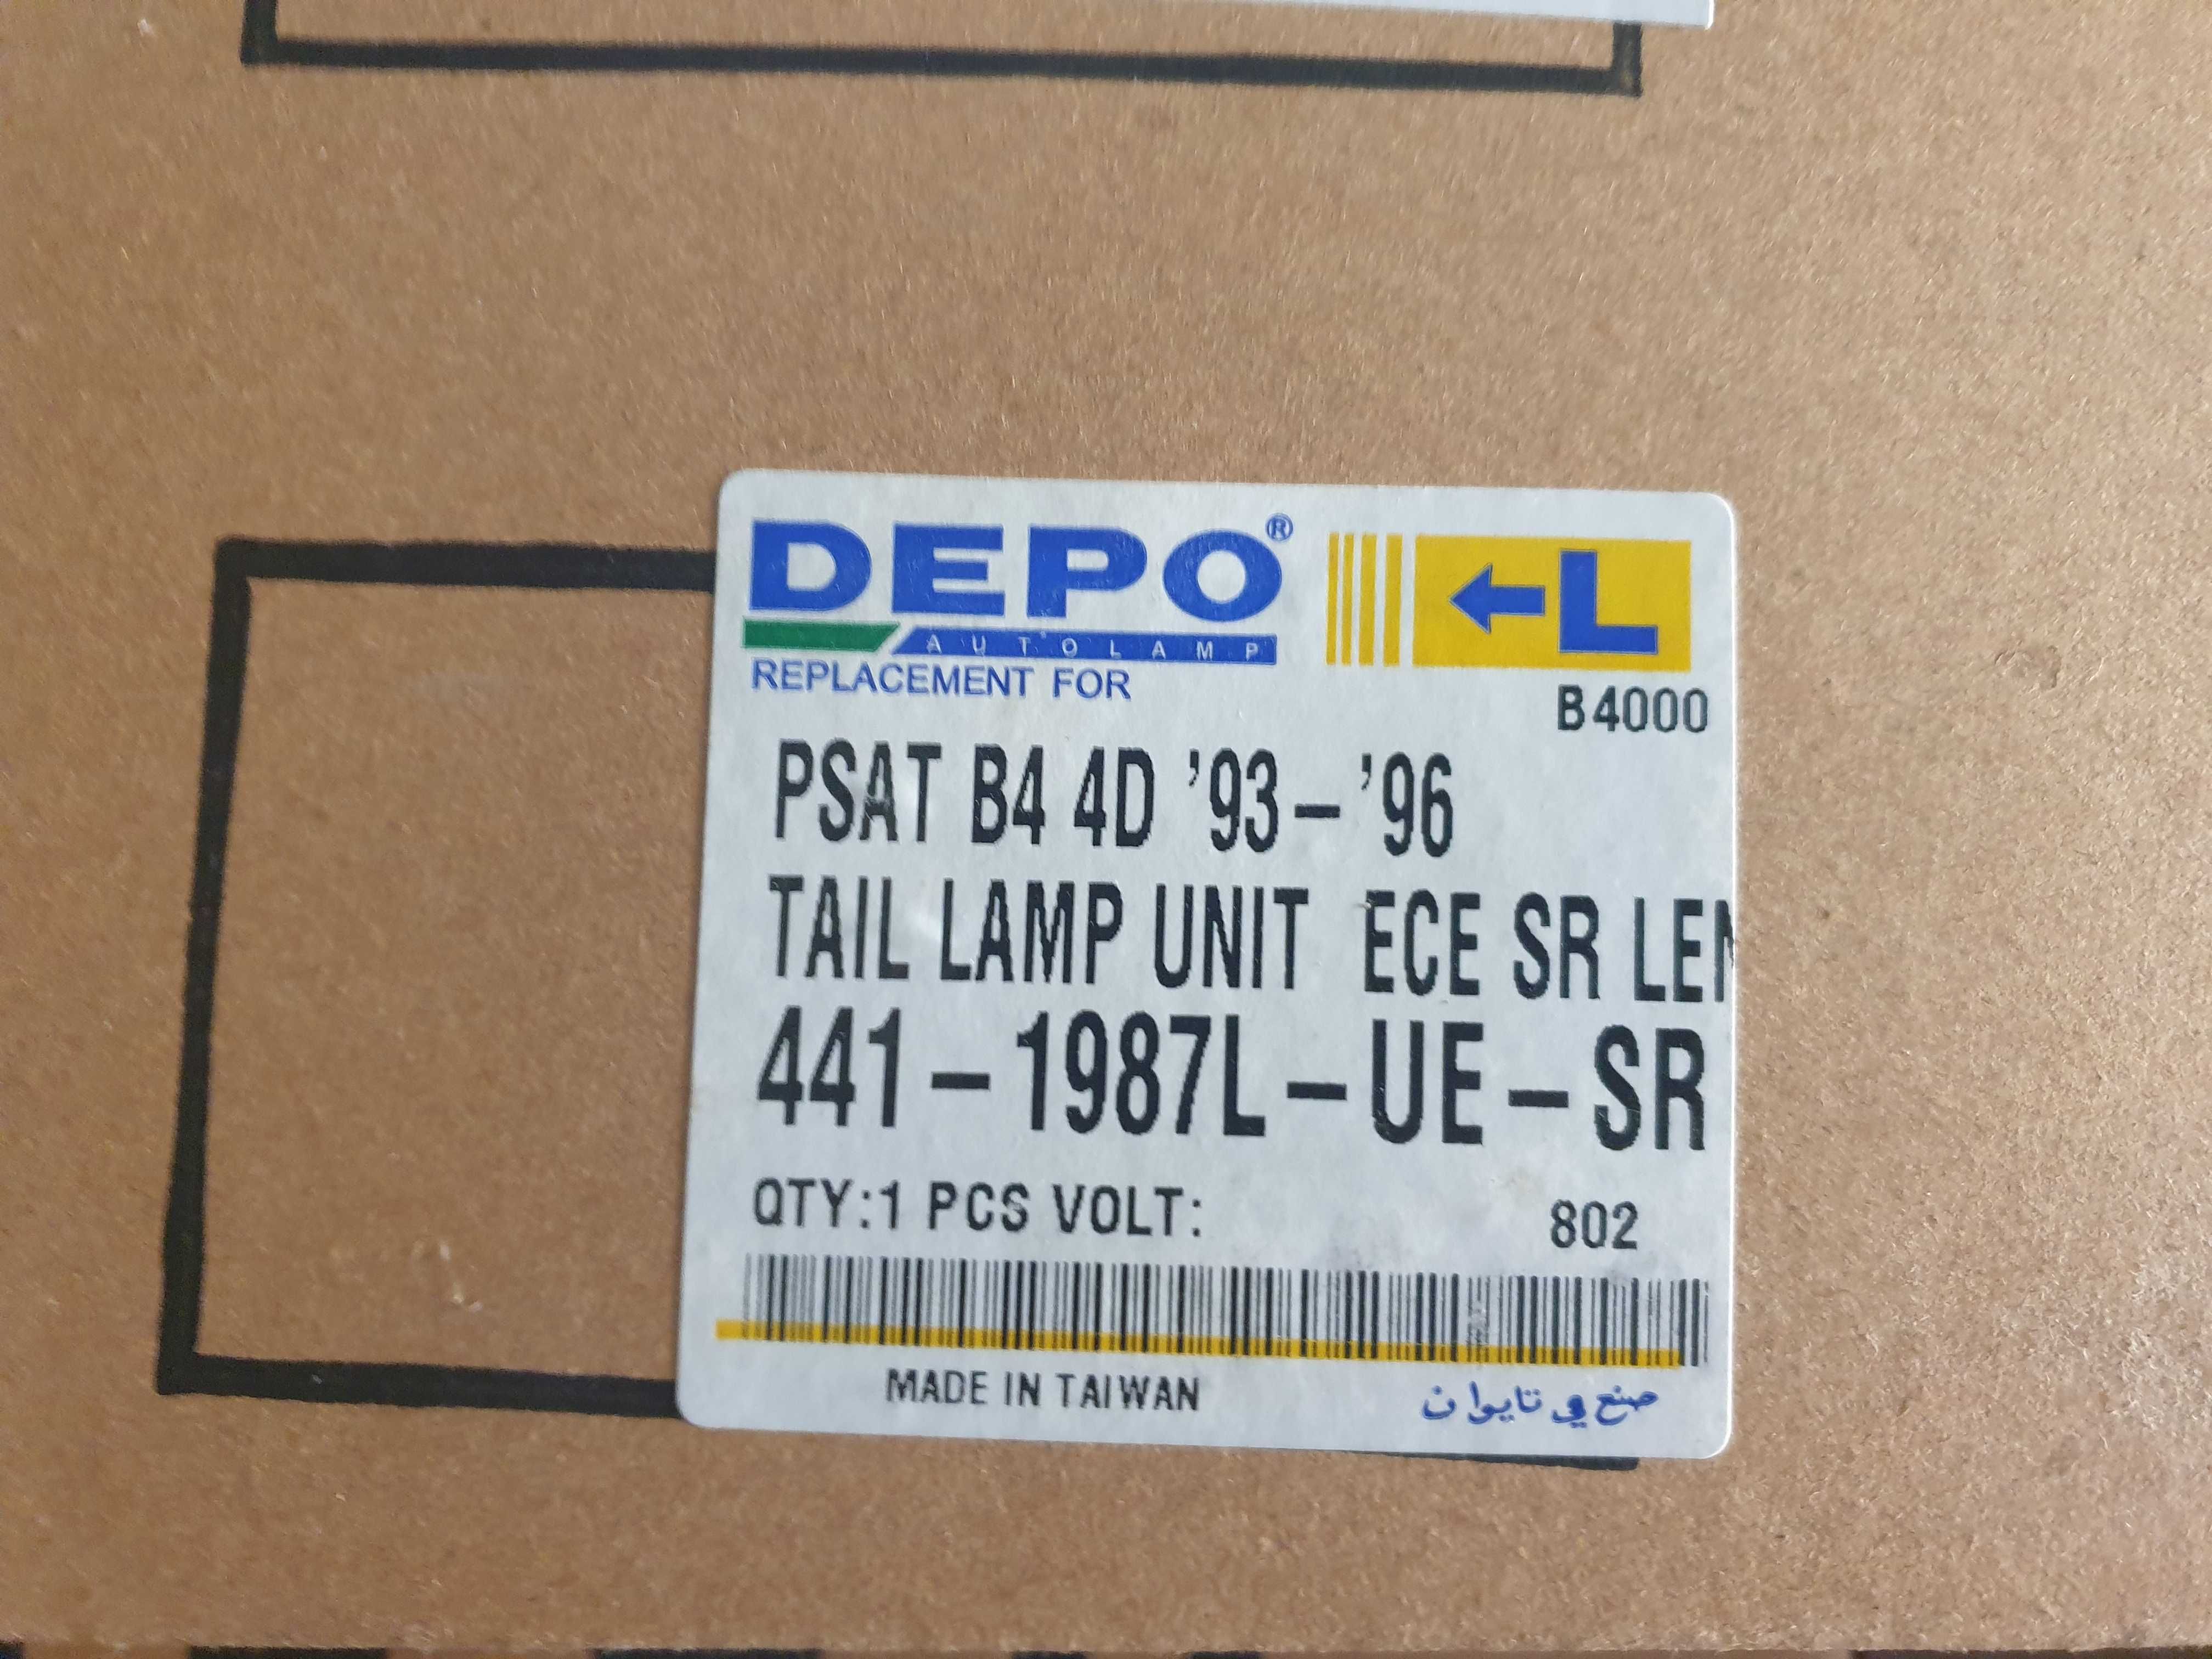 DEPO®
AUTOLAMP
←L
REPLACEMENT FOR
B4000
PSAT B4 4D '93-'96
TAIL LAMP UNIT ECE SR LEN
441-1987L-UE-SR
QTY:1 PCS VOLT: 802
MADE IN TAIWAN صنع في تايوان